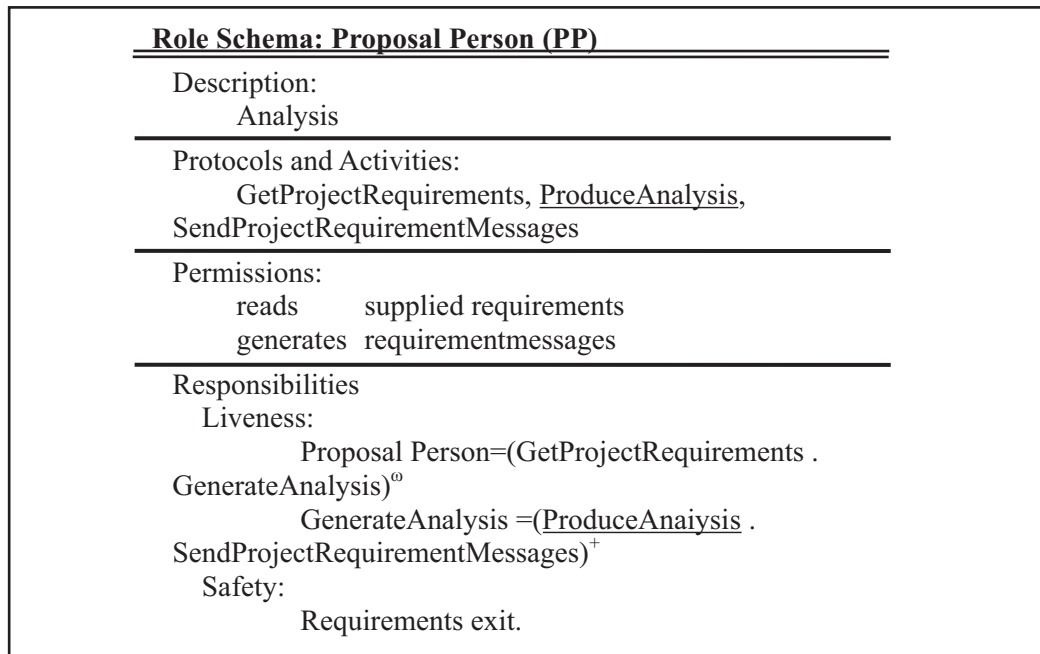 Role Schema: Proposal Person (PP)
Description:
Analysis
Protocols and Activities:
GetProjectRequirements, ProduceAnalysis,
SendProjectRequirementMessages
Permissions:
reads supplied requirements
generates requirementmessages
Responsibilities
Liveness:
Proposal Person=(GetProjectRequirements .
GenerateAnalysis)^ω
GenerateAnalysis =(ProduceAnaiysis .
SendProjectRequirementMessages)⁺
Safety:
Requirements exit.